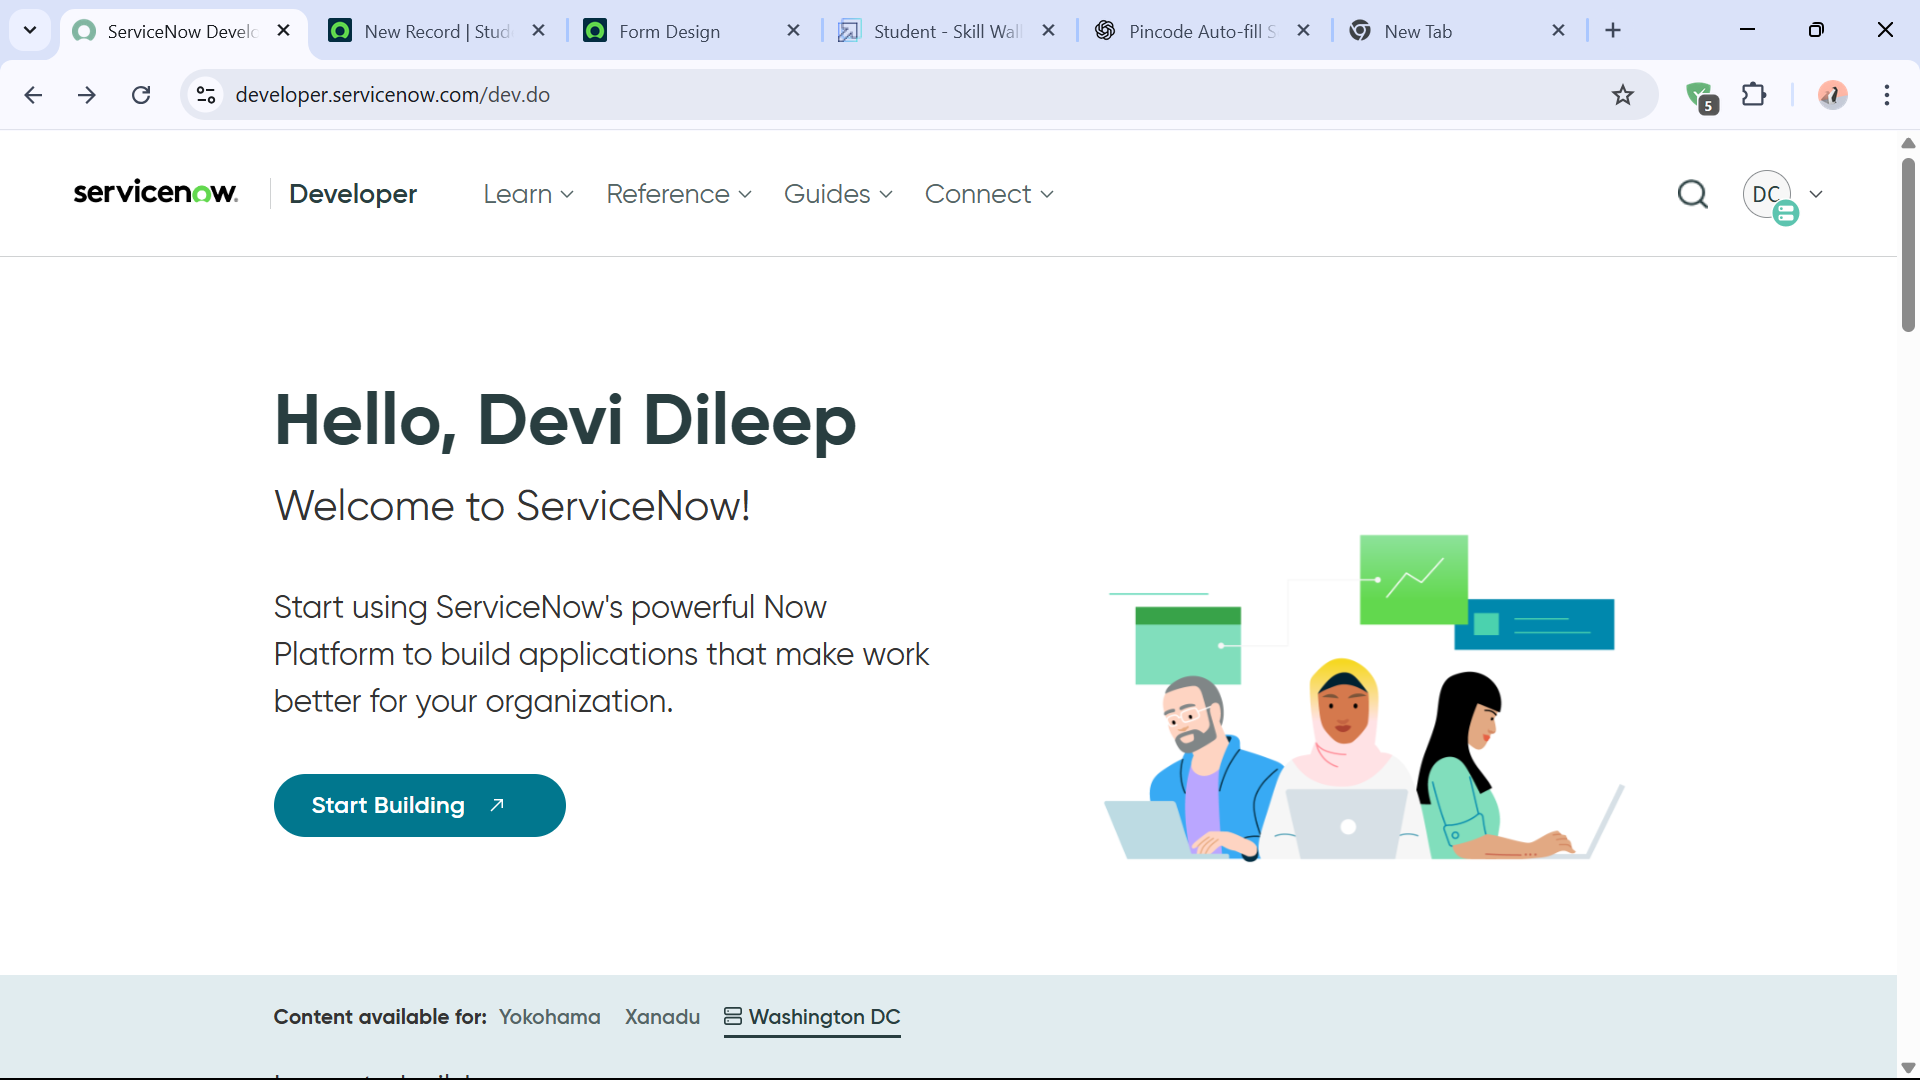 ServiceNow Develo
New Record | Stud
Form Design
Student - Skill Wall
Pincode Auto-fill S
New Tab
developer.servicenow.com/dev.do
5
servicenow
Developer
Learn
Reference
Guides
Connect
DC
Hello, Devi Dileep
Welcome to ServiceNow!
Start using ServiceNow's powerful Now
Platform to build applications that make work
better for your organization.
Start Building
Content available for: Yokohama Xanadu Washington DC